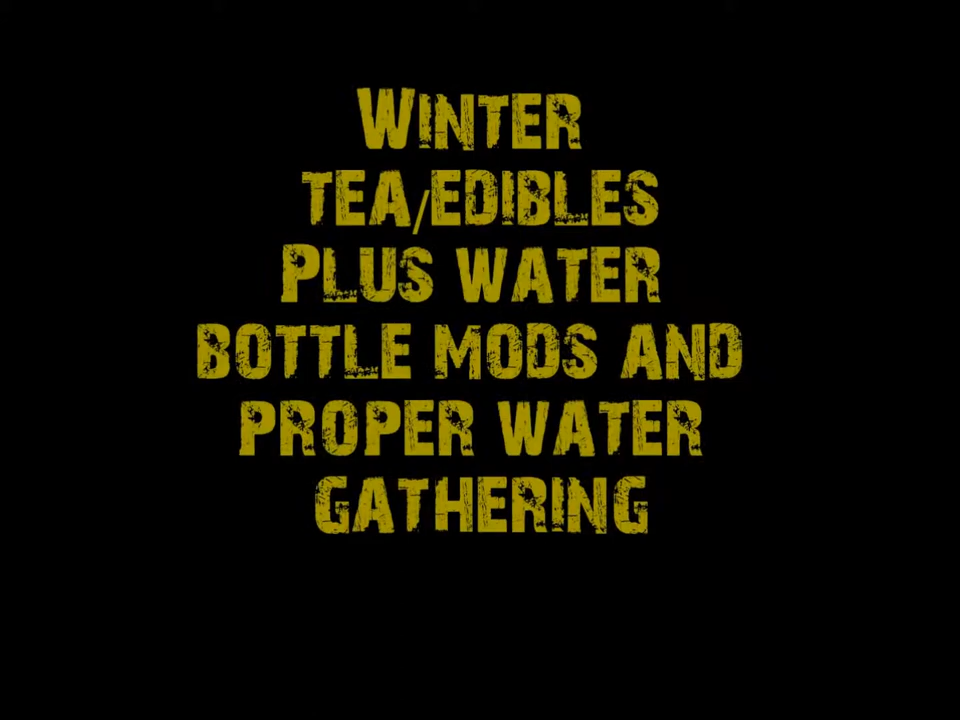 Winter
tea/edibles
Plus water
bottle mods and
proper water
gathering